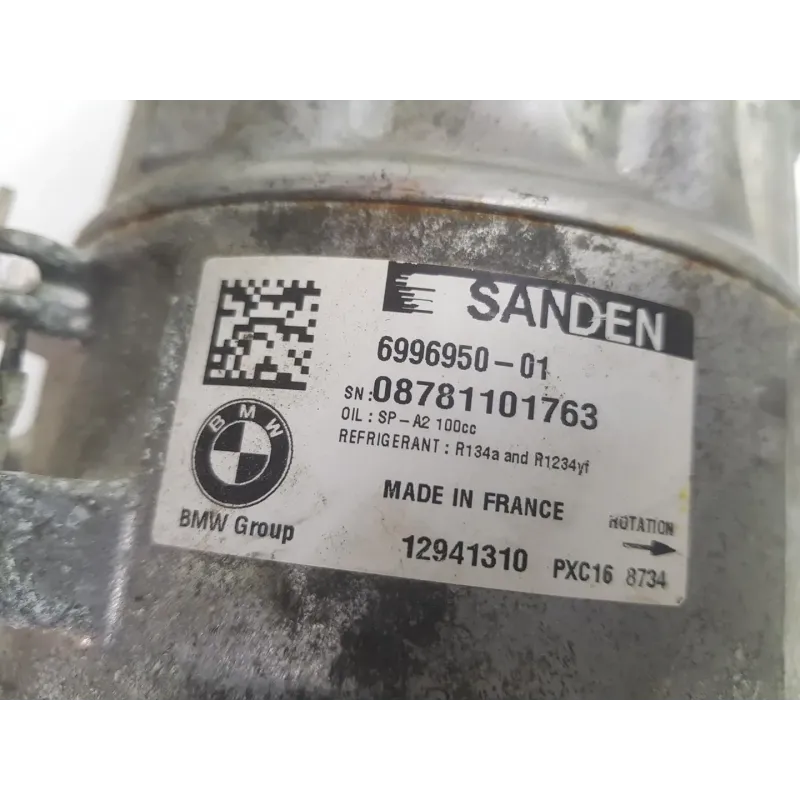 SANDEN
6996950-01
SN: 08781101763
OIL : SP-A2 100cc
REFRIGERANT : R134a and R1234yf
BMW
BMW Group
MADE IN FRANCE
ROTATION
12941310 PXC16 8734